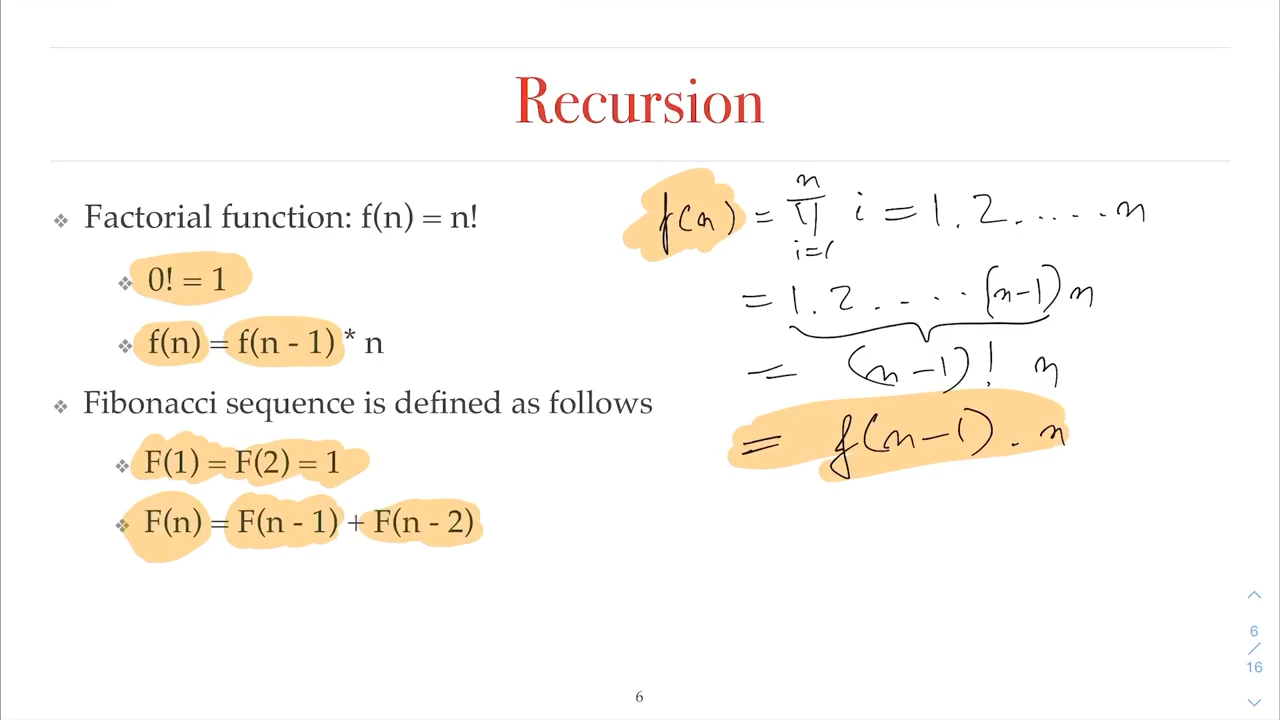 Recursion
❖ Factorial function: f(n) = n!
❖ 0! = 1
❖ f(n) = f(n - 1) * n
❖ Fibonacci sequence is defined as follows
❖ F(1) = F(2) = 1
❖ F(n) = F(n - 1) + F(n - 2)
f(n) = ∏ᵢ₌₁ⁿ i = 1.2.....n
= 1.2.....(n-1)n
= (n-1)! n
= f(n-1).n
6
/
16
6